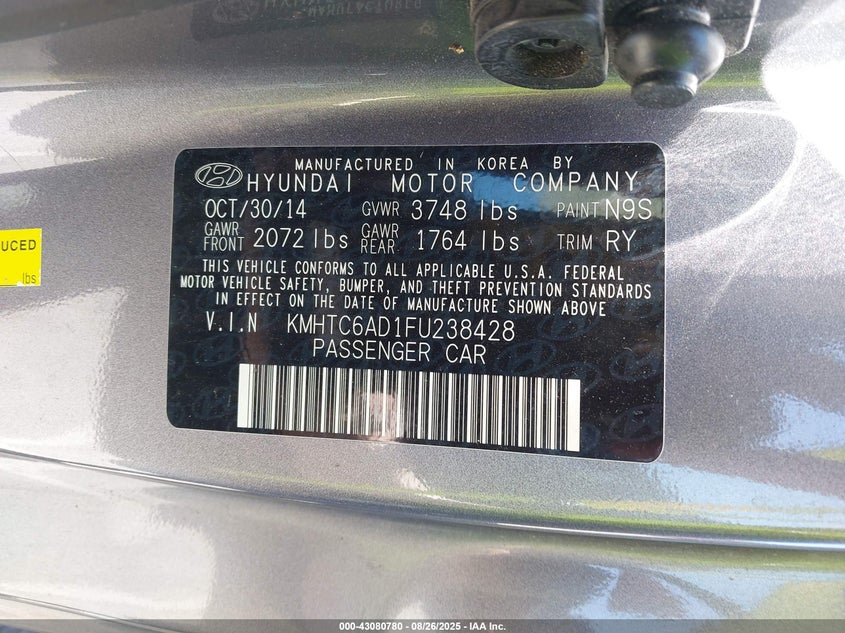 MANUFACTURED IN KOREA BY
HYUNDAI MOTOR COMPANY
OCT/30/14 GVWR 3748 lbs PAINT N9S
GAWR FRONT 2072 lbs GAWR REAR 1764 lbs TRIM RY
THIS VEHICLE CONFORMS TO ALL APPLICABLE U.S.A. FEDERAL
MOTOR VEHICLE SAFETY, BUMPER, AND THEFT PREVENTION STANDARDS
IN EFFECT ON THE DATE OF MANUFACTURE SHOWN ABOVE
V.I.N KMHTC6AD1FU238428
PASSENGER CAR
UCED
lbs
000-43080780 - 08/26/2025 - IAA Inc.